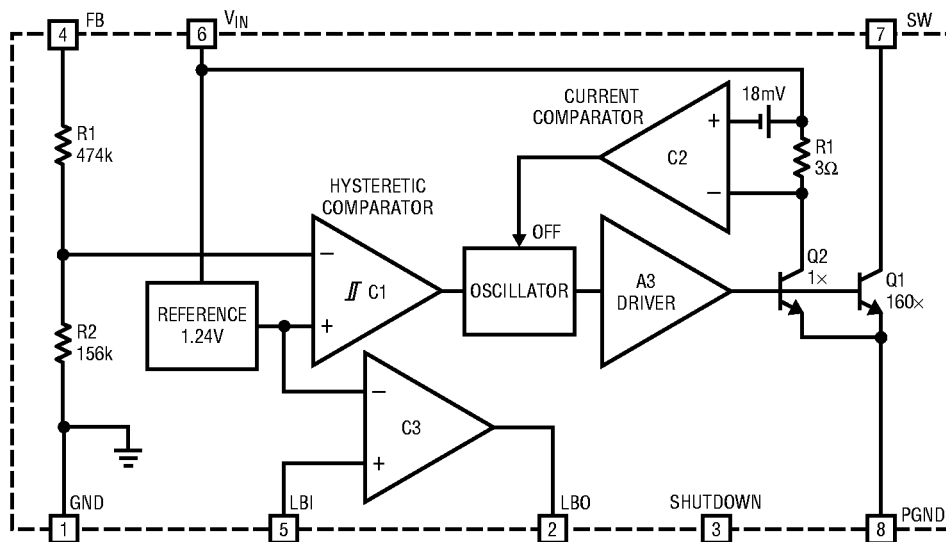 FB
4
VIN
6
SW
7
CURRENT
COMPARATOR
18mV
+
C2
−
R1
3Ω
R1
474k
HYSTERETIC
COMPARATOR
−
C1
+
OFF
OSCILLATOR
A3
DRIVER
Q2
1×
Q1
160×
REFERENCE
1.24V
R2
156k
−
C3
+
GND
1
LBI
5
LBO
2
SHUTDOWN
3
PGND
8